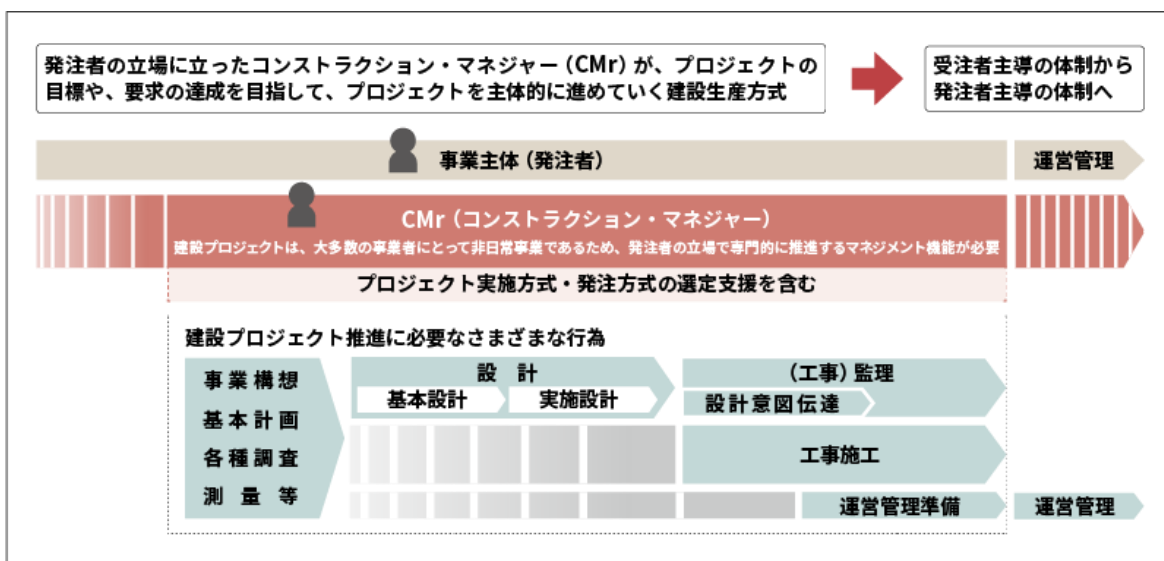 発注者の立場に立ったコンストラクション・マネジャー（CMr）が、プロジェクトの
目標や、要求の達成を目指して、プロジェクトを主体的に進めていく建設生産方式
受注者主導の体制から
発注者主導の体制へ
事業主体（発注者）
運営管理
CMr（コンストラクション・マネジャー）
建設プロジェクトは、大多数の事業者にとって非日常事業であるため、発注者の立場で専門的に推進するマネジメント機能が必要
プロジェクト実施方式・発注方式の選定支援を含む
建設プロジェクト推進に必要なさまざまな行為
事業構想
基本計画
各種調査
測量等
設 計
基本設計
実施設計
（工事）監理
設計意図伝達
工事施工
運営管理準備
運営管理